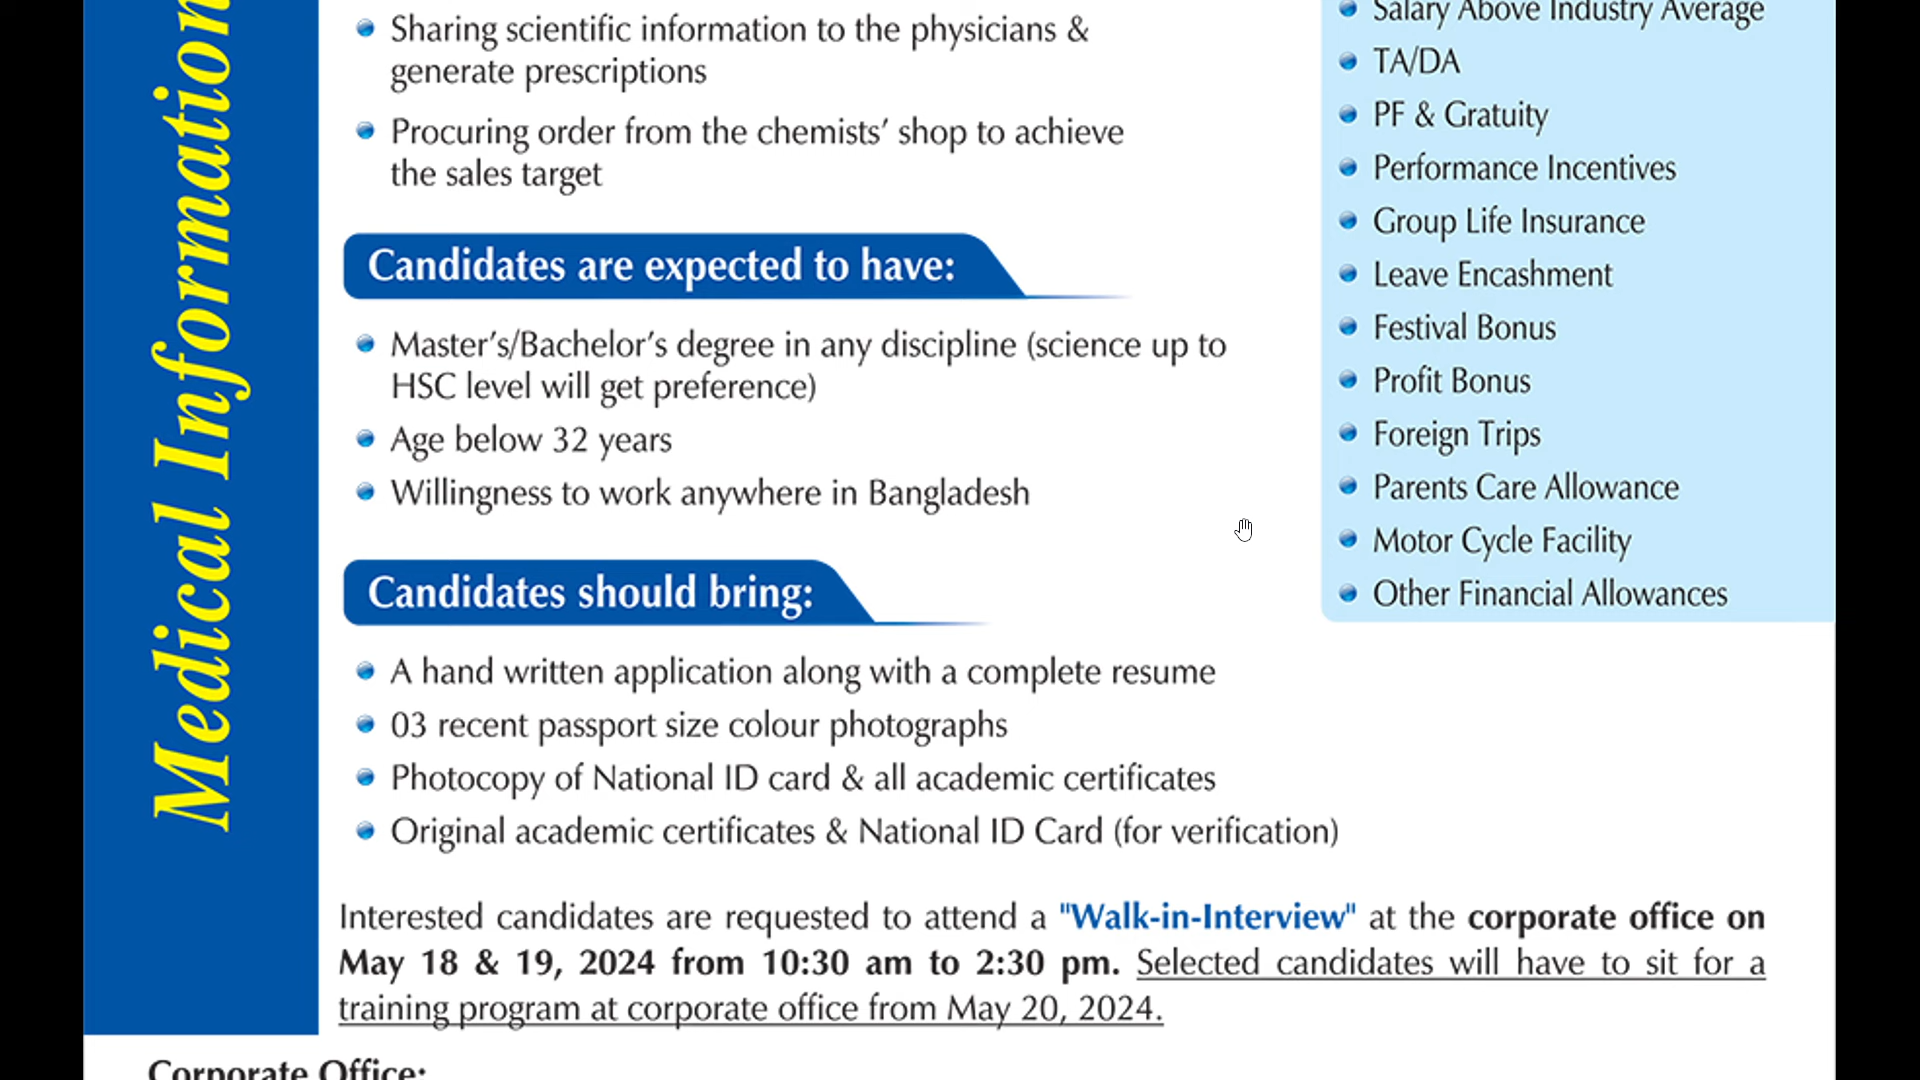 Medical Information
Sharing scientific information to the physicians &
generate prescriptions
Procuring order from the chemists’ shop to achieve
the sales target
Candidates are expected to have:
Master’s/Bachelor’s degree in any discipline (science up to
HSC level will get preference)
Age below 32 years
Willingness to work anywhere in Bangladesh
Candidates should bring:
A hand written application along with a complete resume
03 recent passport size colour photographs
Photocopy of National ID card & all academic certificates
Original academic certificates & National ID Card (for verification)
Salary Above Industry Average
TA/DA
PF & Gratuity
Performance Incentives
Group Life Insurance
Leave Encashment
Festival Bonus
Profit Bonus
Foreign Trips
Parents Care Allowance
Motor Cycle Facility
Other Financial Allowances
Interested candidates are requested to attend a "Walk-in-Interview" at the corporate office on
May 18 & 19, 2024 from 10:30 am to 2:30 pm. Selected candidates will have to sit for a
training program at corporate office from May 20, 2024.
Corporate Office: